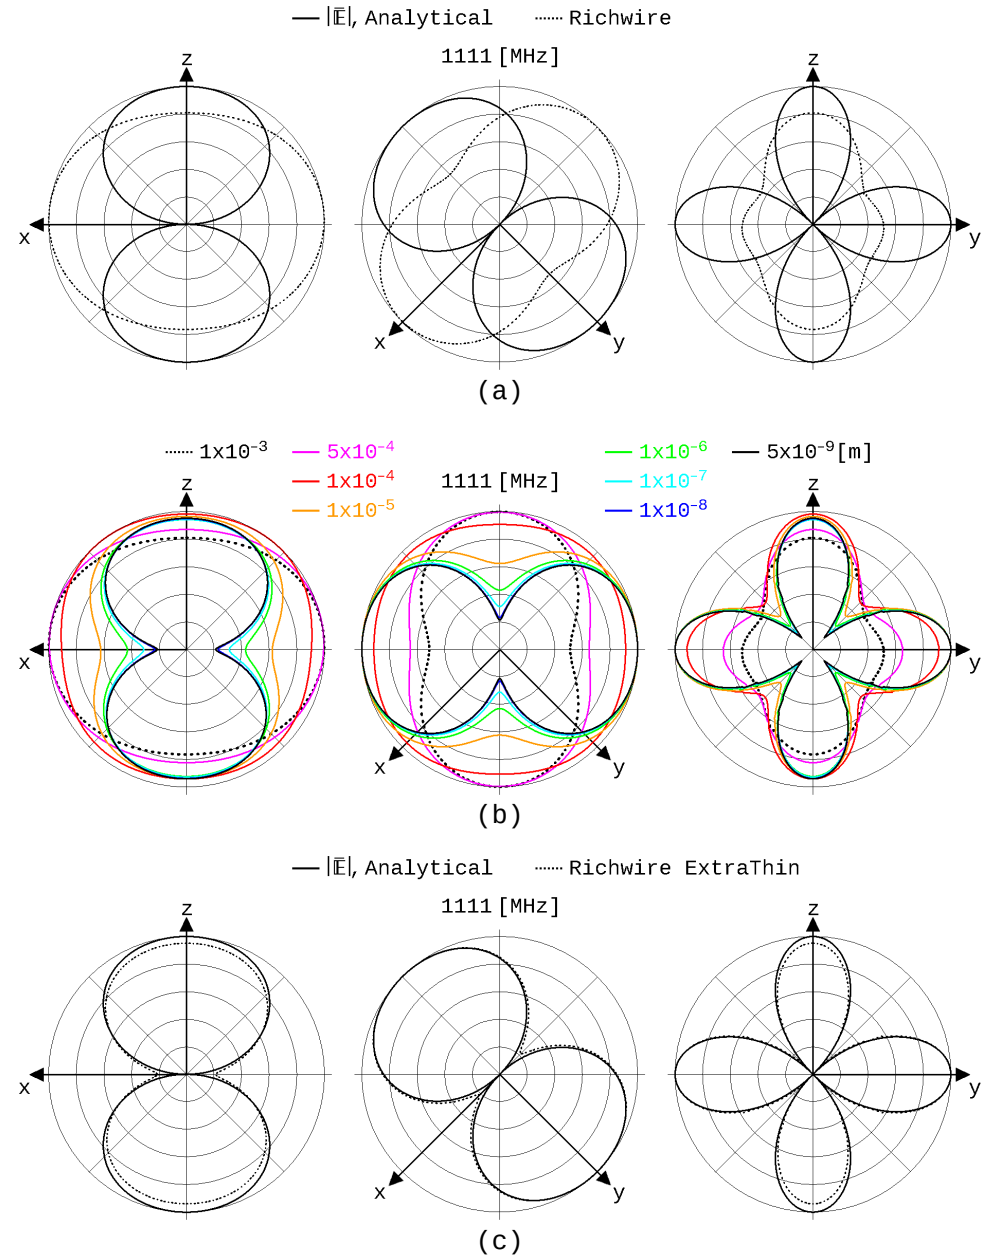 |Ē|, Analytical Richwire
1111 [MHz]
z z
x x y y
(a)
1x10⁻³ 5x10⁻⁴ 1x10⁻⁶ 5x10⁻⁹[m]
1x10⁻⁴ 1111 [MHz] 1x10⁻⁷
z z
1x10⁻⁵ 1x10⁻⁸
x x y y
(b)
|Ē|, Analytical Richwire ExtraThin
1111 [MHz]
z z
x x y y
(c)